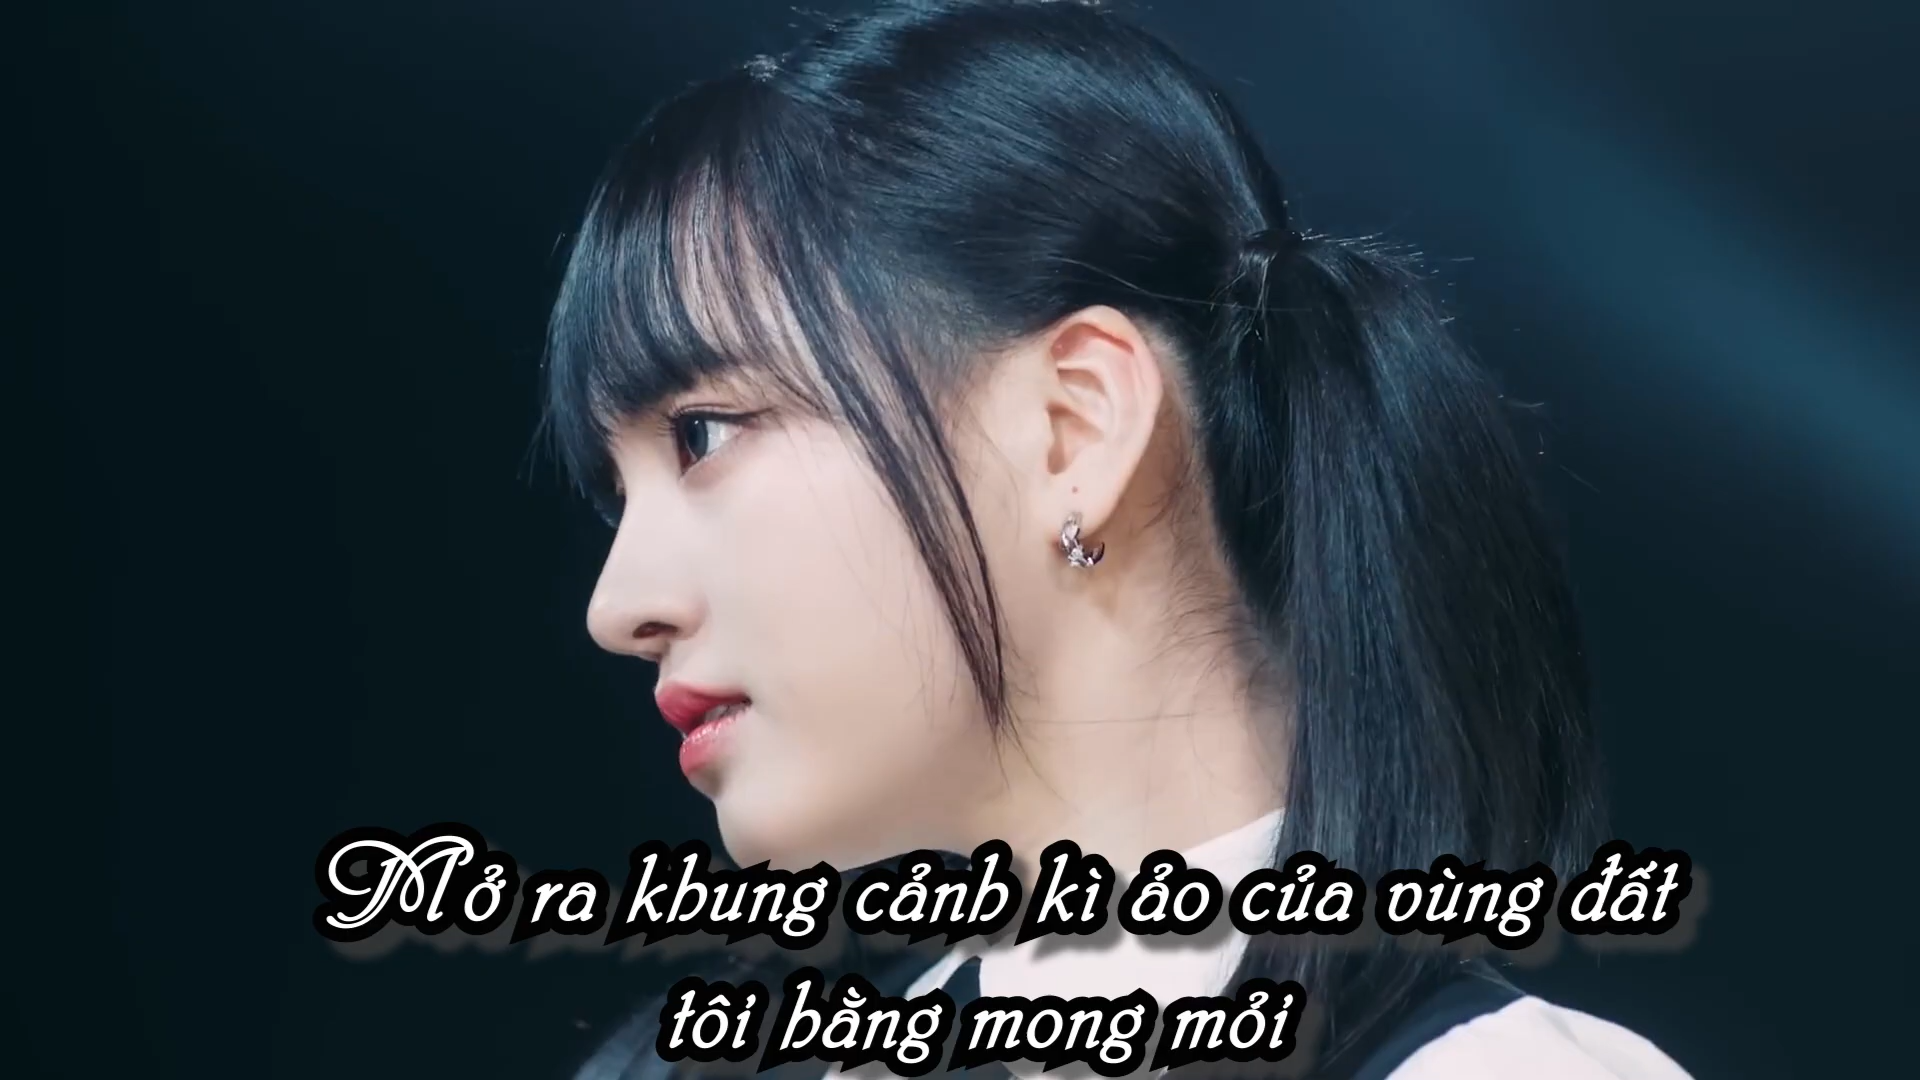 Mở ra khung cảnh kì ảo của vùng đất
tôi hằng mong mỏi